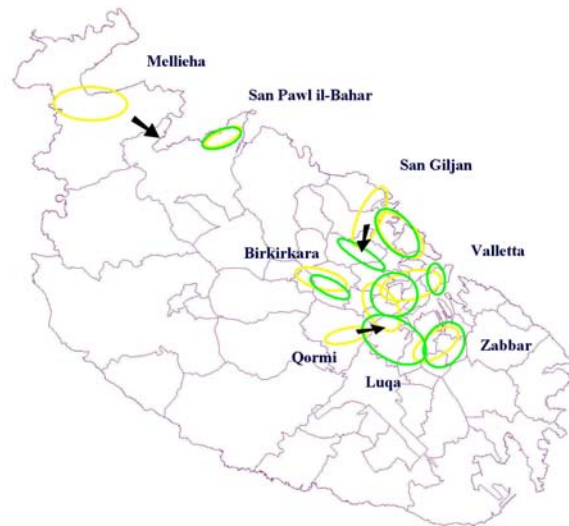 Mellieha
San Pawl il-Bahar
San Giljan
Birkirkara
Valletta
Qormi
Zabbar
Luqa